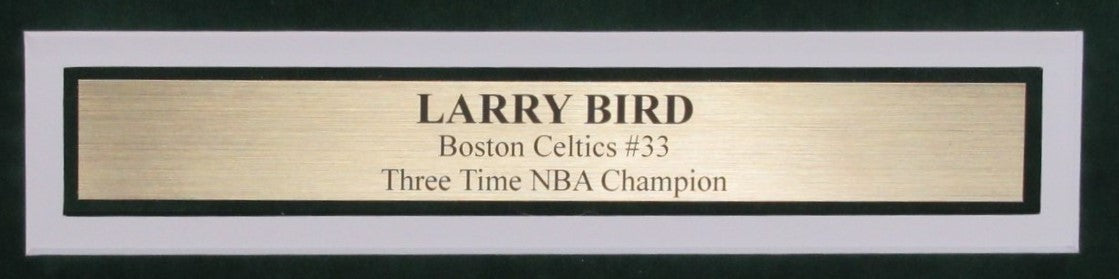 LARRY BIRD
Boston Celtics #33
Three Time NBA Champion